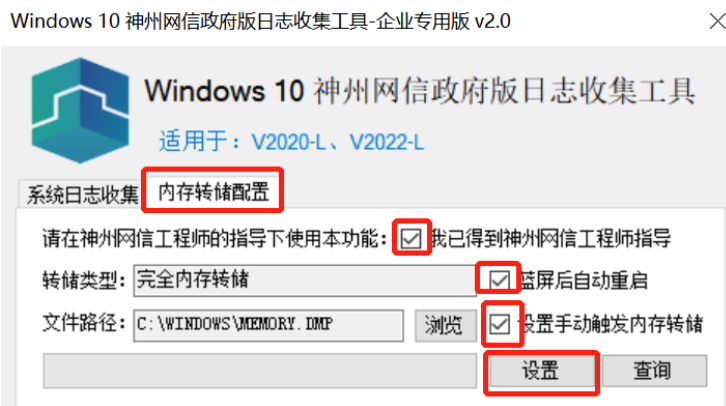 Windows 10 神州网信政府版日志收集工具-企业专用版 v2.0
Windows 10 神州网信政府版日志收集工具
适用于：V2020-L、V2022-L
系统日志收集 内存转储配置
请在神州网信工程师的指导下使用本功能： 我已得到神州网信工程师指导
转储类型： 完全内存转储 蓝屏后自动重启
文件路径： C:\WINDOWS\MEMORY.DMP 浏览 设置手动触发内存转储
设置 查询